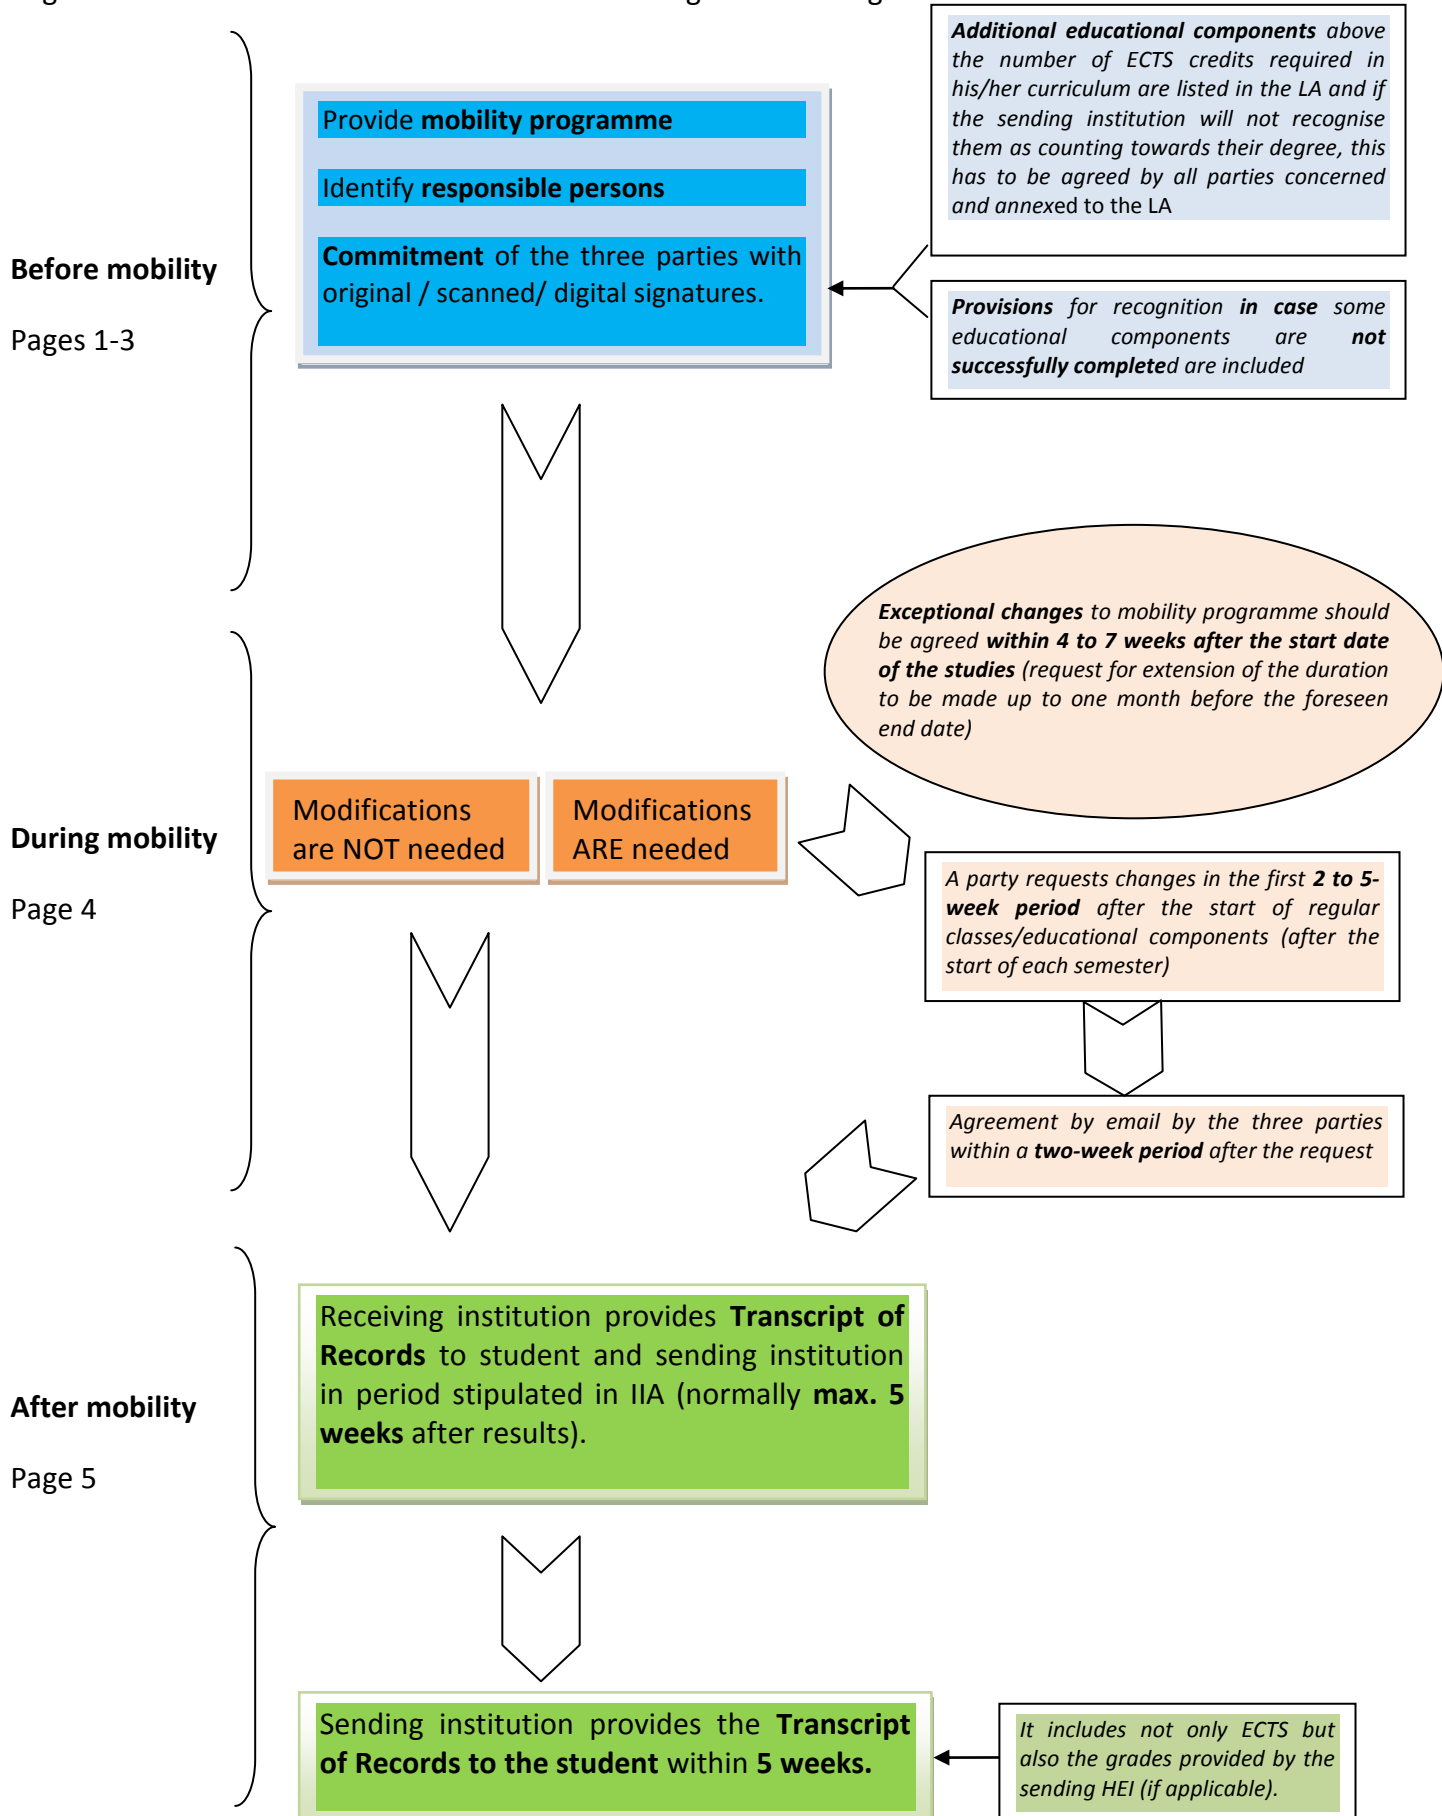 Additional educational components above
the number of ECTS credits required in
his/her curriculum are listed in the LA and if
the sending institution will not recognise
them as counting towards their degree, this
has to be agreed by all parties concerned
and annexed to the LA
Provide mobility programme
Identify responsible persons
Commitment of the three parties with
original / scanned/ digital signatures.
Before mobility
Pages 1-3
Provisions for recognition in case some
educational components are not
successfully completed are included
Exceptional changes to mobility programme should
be agreed within 4 to 7 weeks after the start date
of the studies (request for extension of the duration
to be made up to one month before the foreseen
end date)
During mobility
Page 4
Modifications
are NOT needed
Modifications
ARE needed
A party requests changes in the first 2 to 5-
week period after the start of regular
classes/educational components (after the
start of each semester)
Agreement by email by the three parties
within a two-week period after the request
After mobility
Page 5
Receiving institution provides Transcript of
Records to student and sending institution
in period stipulated in IIA (normally max. 5
weeks after results).
Sending institution provides the Transcript
of Records to the student within 5 weeks.
It includes not only ECTS but
also the grades provided by the
sending HEI (if applicable).